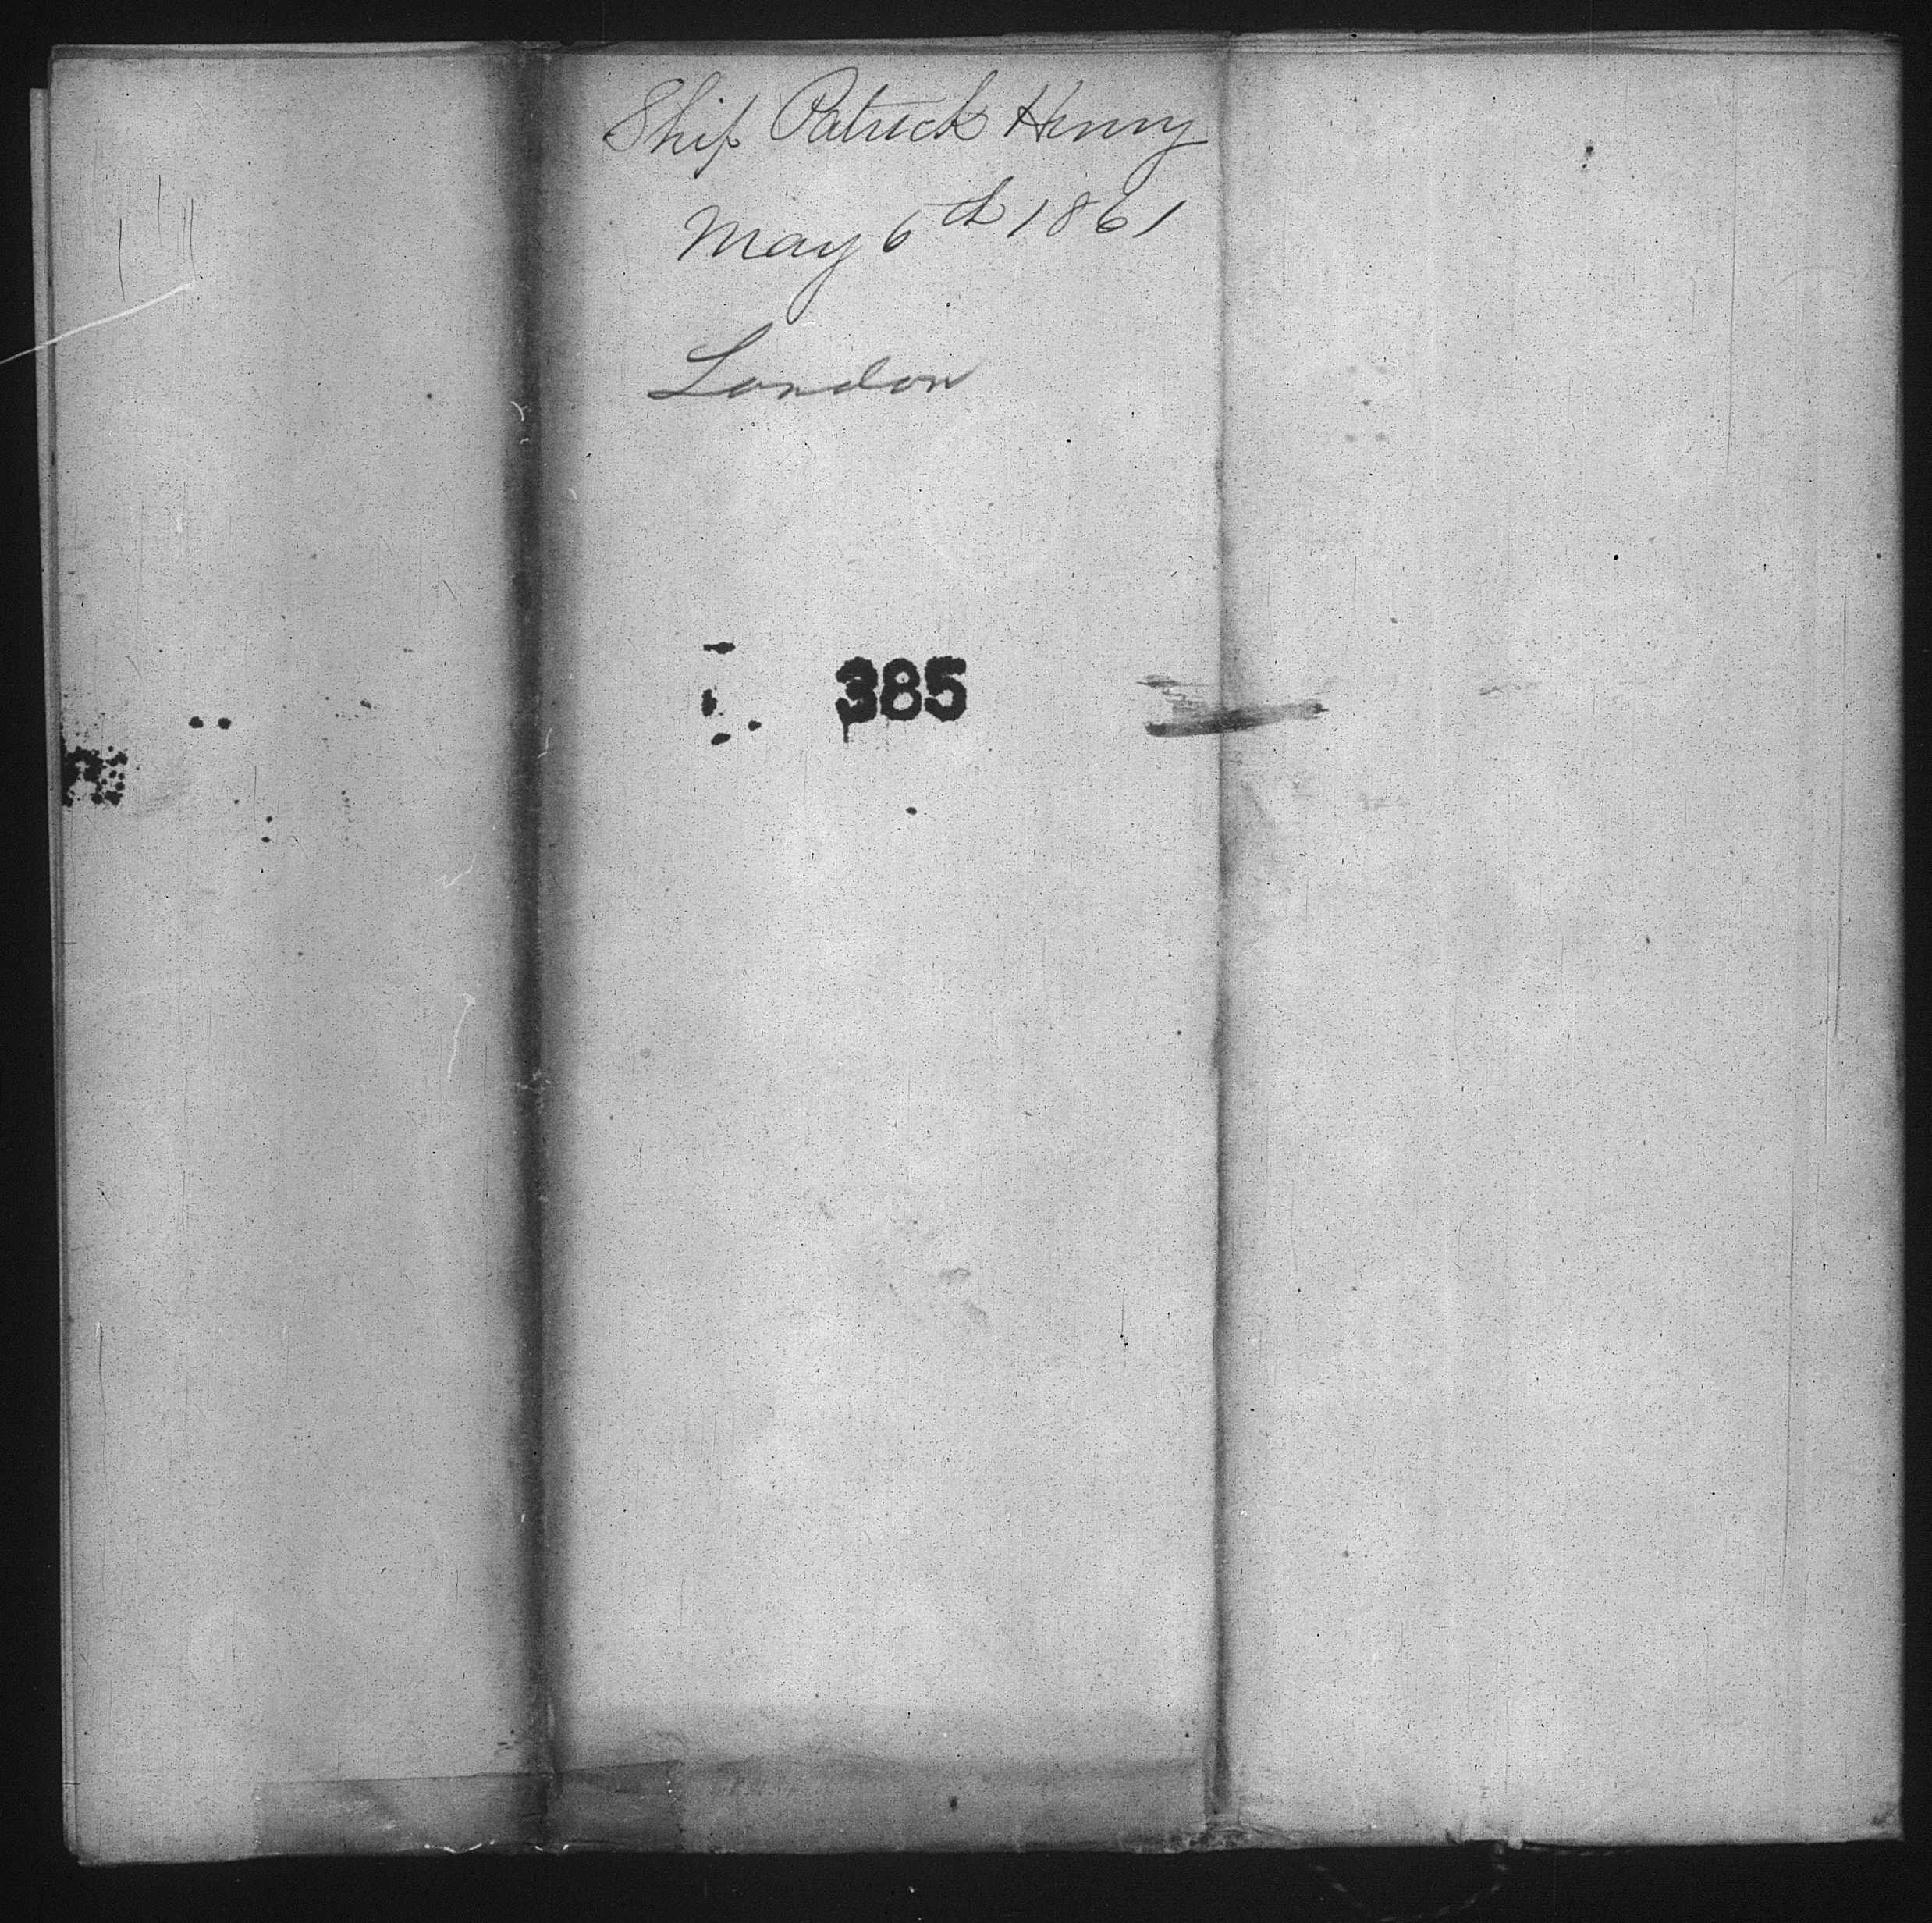 Ship Patrick Henry
May 6th 1861
London
385